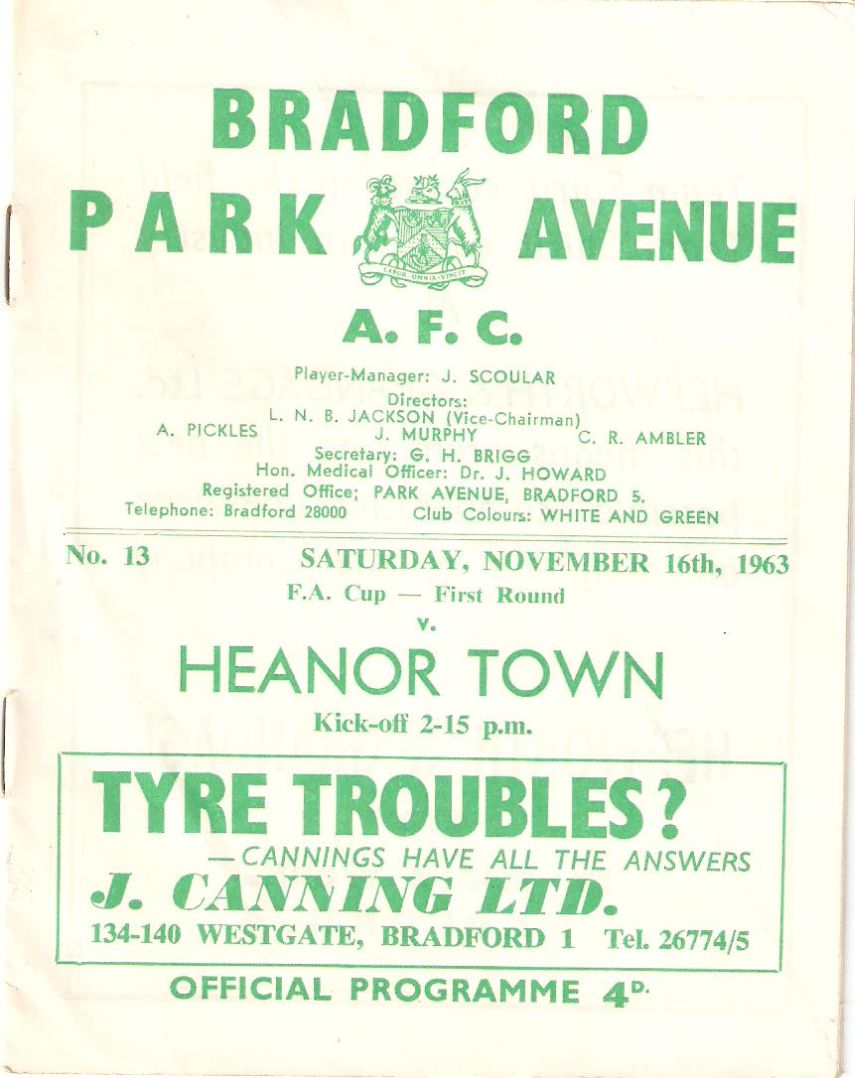 BRADFORD
PARK AVENUE
LABOR·OMNIA·VINCIT
A. F. C.
Player-Manager: J. SCOULAR
Directors:
L. N. B. JACKSON (Vice-Chairman)
A. PICKLES J. MURPHY C. R. AMBLER
Secretary: G. H. BRIGG
Hon. Medical Officer: Dr. J. HOWARD
Registered Office; PARK AVENUE, BRADFORD 5.
Telephone: Bradford 28000 Club Colours: WHITE AND GREEN
No. 13 SATURDAY, NOVEMBER 16th, 1963
F.A. Cup — First Round
v.
HEANOR TOWN
Kick-off 2-15 p.m.
TYRE TROUBLES?
—CANNINGS HAVE ALL THE ANSWERS
J. CANNING LTD.
134-140 WESTGATE, BRADFORD 1 Tel. 26774/5
OFFICIAL PROGRAMME 4D.